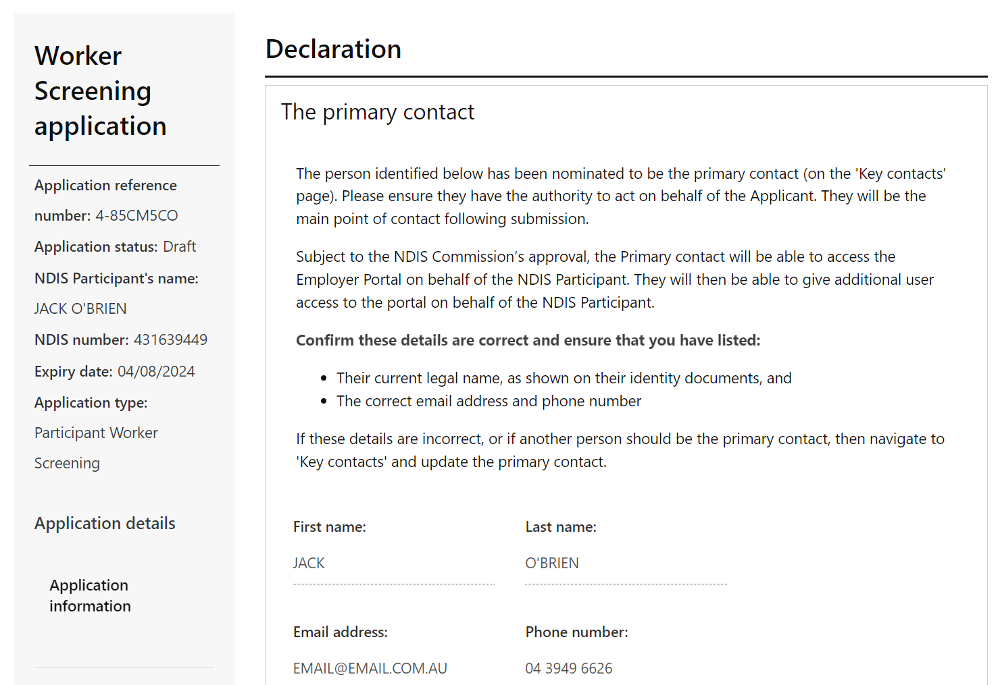 Worker
Screening
application
Application reference
number: 4-85CM5CO
Application status: Draft
NDIS Participant's name:
JACK O'BRIEN
NDIS number: 431639449
Expiry date: 04/08/2024
Application type:
Participant Worker
Screening
Application details
Application
information
Declaration
The primary contact
The person identified below has been nominated to be the primary contact (on the 'Key contacts'
page). Please ensure they have the authority to act on behalf of the Applicant. They will be the
main point of contact following submission.
Subject to the NDIS Commission’s approval, the Primary contact will be able to access the
Employer Portal on behalf of the NDIS Participant. They will then be able to give additional user
access to the portal on behalf of the NDIS Participant.
Confirm these details are correct and ensure that you have listed:
• Their current legal name, as shown on their identity documents, and
• The correct email address and phone number
If these details are incorrect, or if another person should be the primary contact, then navigate to
'Key contacts' and update the primary contact.
First name: Last name:
JACK O'BRIEN
Email address: Phone number:
EMAIL@EMAIL.COM.AU 04 3949 6626